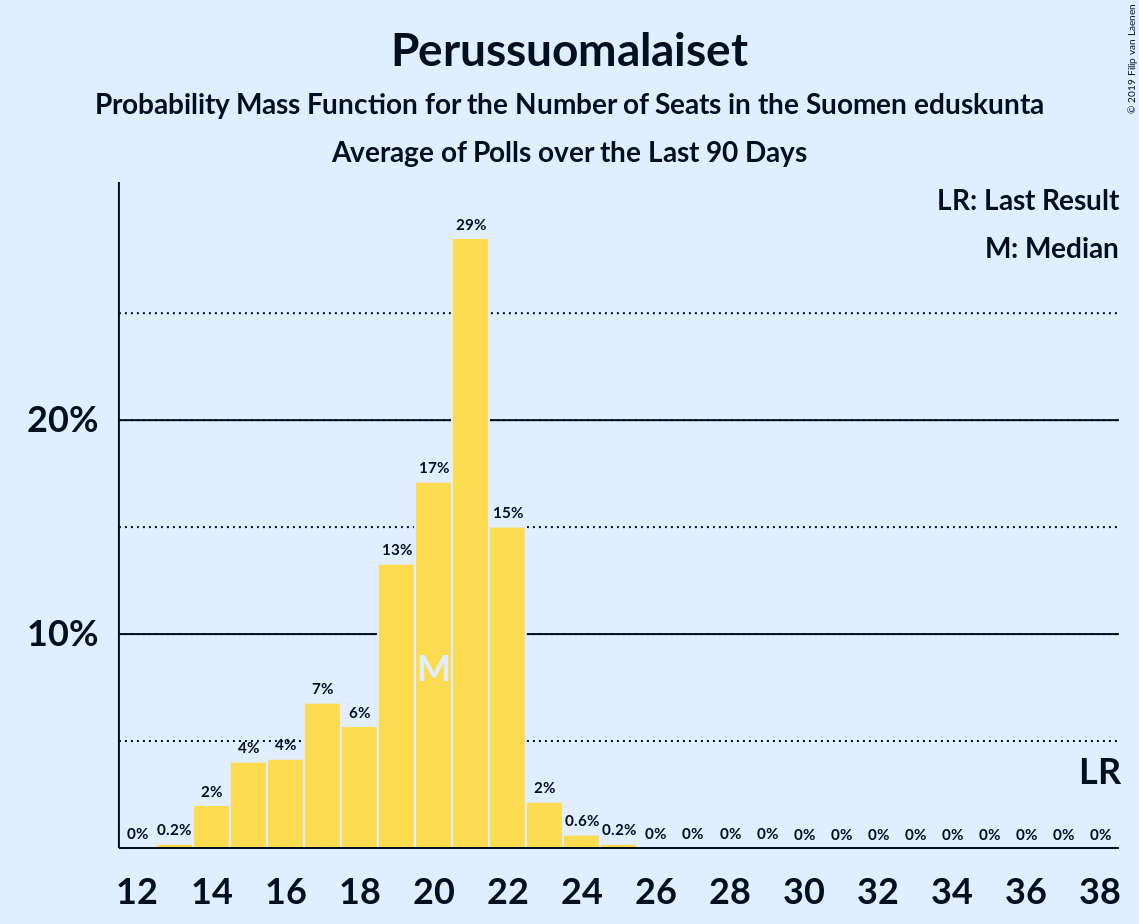 Perussuomalaiset
Probability Mass Function for the Number of Seats in the Suomen eduskunta
Average of Polls over the Last 90 Days
© 2019 Filip van Laenen
LR: Last Result
M: Median
29%
20%
17%
15%
13%
10%
M
7%
6%
4% 4%
LR
2% 2%
0% 0.2% 0.6% 0.2% 0% 0% 0% 0% 0% 0% 0% 0% 0% 0% 0% 0% 0%
12 14 16 18 20 22 24 26 28 30 32 34 36 38